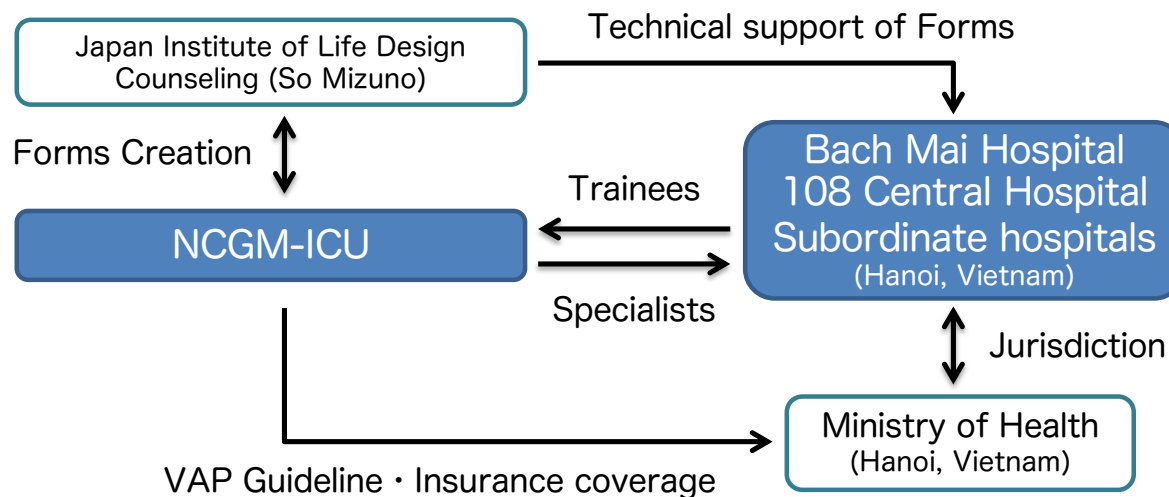 Technical support of Forms
Japan Institute of Life Design
Counseling (So Mizuno)
Forms Creation
Bach Mai Hospital
108 Central Hospital
Subordinate hospitals
(Hanoi, Vietnam)
Trainees
NCGM-ICU
Specialists
Jurisdiction
Ministry of Health
(Hanoi, Vietnam)
VAP Guideline・Insurance coverage